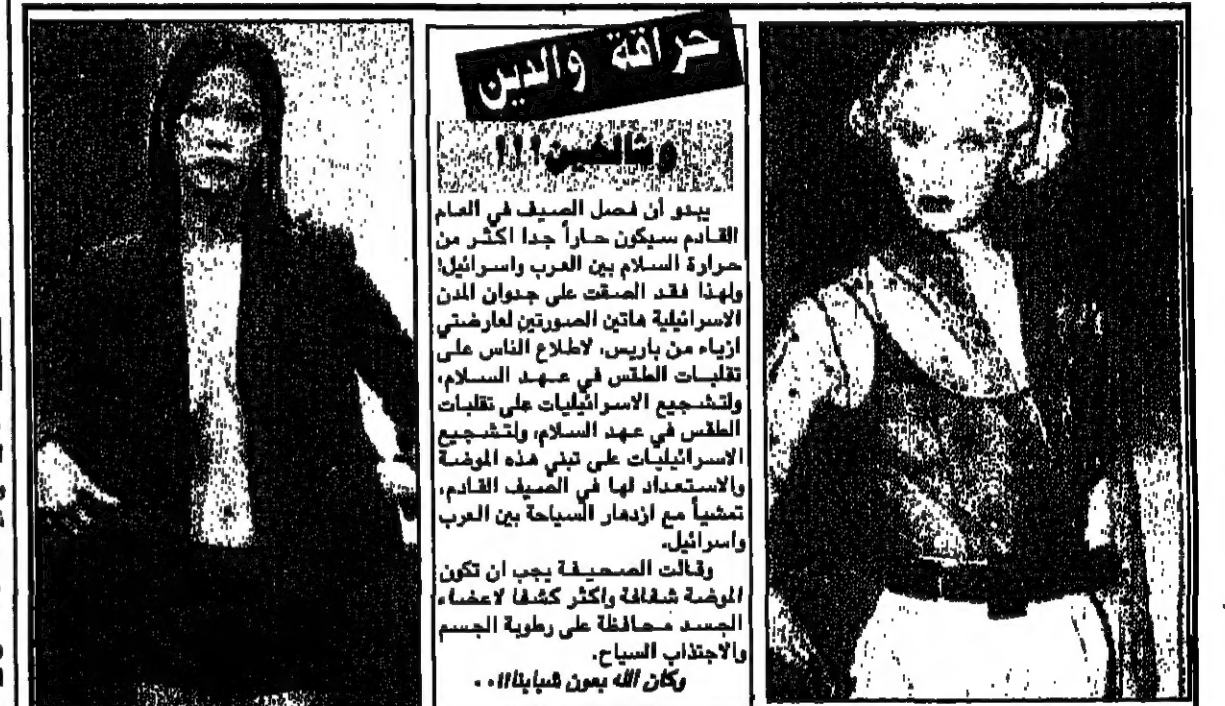 حراقة والدين
وشالخين!!!
يبدو أن فصل الصيف في العام
القادم سيكون حاراً جدا اكثر من
حرارة السلام بين العرب واسرائيل!
ولهذا فقد الصقت على جدوان المدن
الاسرائيلية هاتين الصورتين لعارضتي
ازياء من باريس، لاطلاع الناس على
تقلبات الطقس في عهد السلام،
ولتشجيع الاسرائيليات على تقلبات
الطقس في عهد السلام، ولتشجيع
الاسرائيليات على تبني هذه الموضة
والاستعداد لها في الصيف القادم،
تمشياً مع ازدهار السياحة بين العرب
واسرائيل.
وقالت الصحيفة يجب ان تكون
الموضة شفافة واكثر كشفا لاعضاء
الجسد محافظة على رطوبة الجسم
والاجتذاب السياح.
وكان الله بعون شبابنا!!..